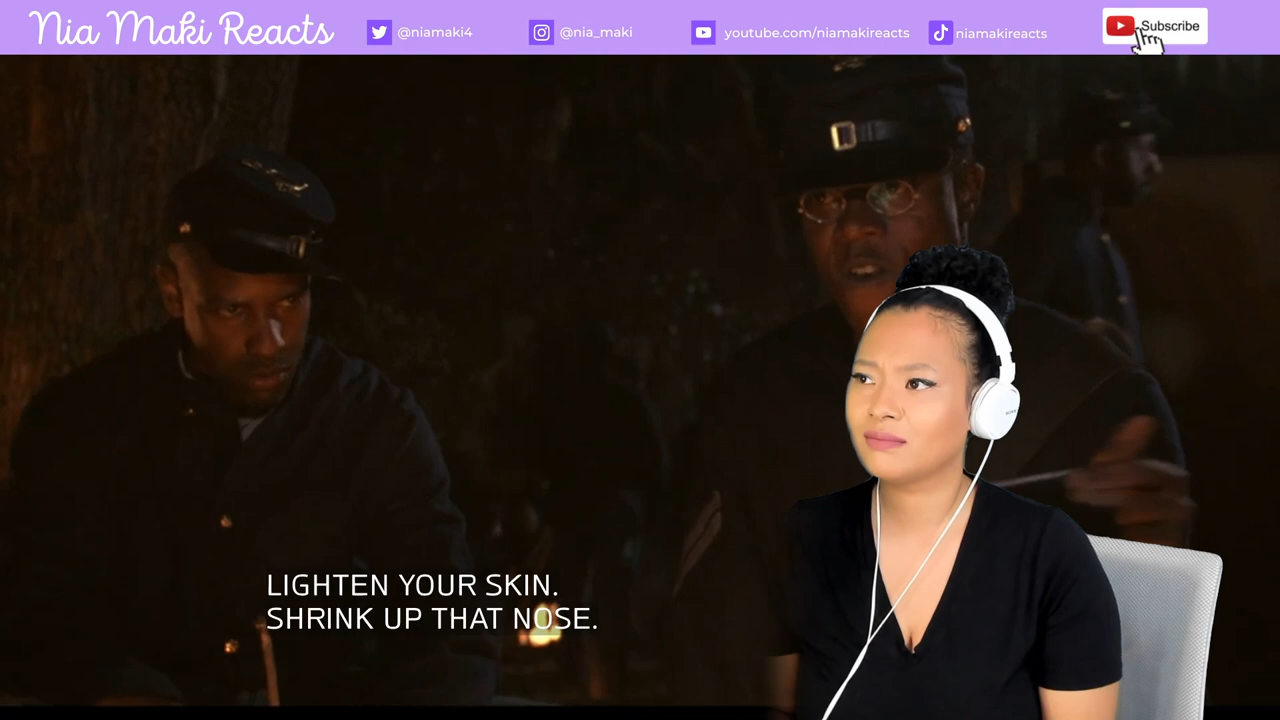 Nia Maki Reacts
@niamaki4
@nia_maki
youtube.com/niamakireacts
niamakireacts
Subscribe
LIGHTEN YOUR SKIN.
SHRINK UP THAT NOSE.